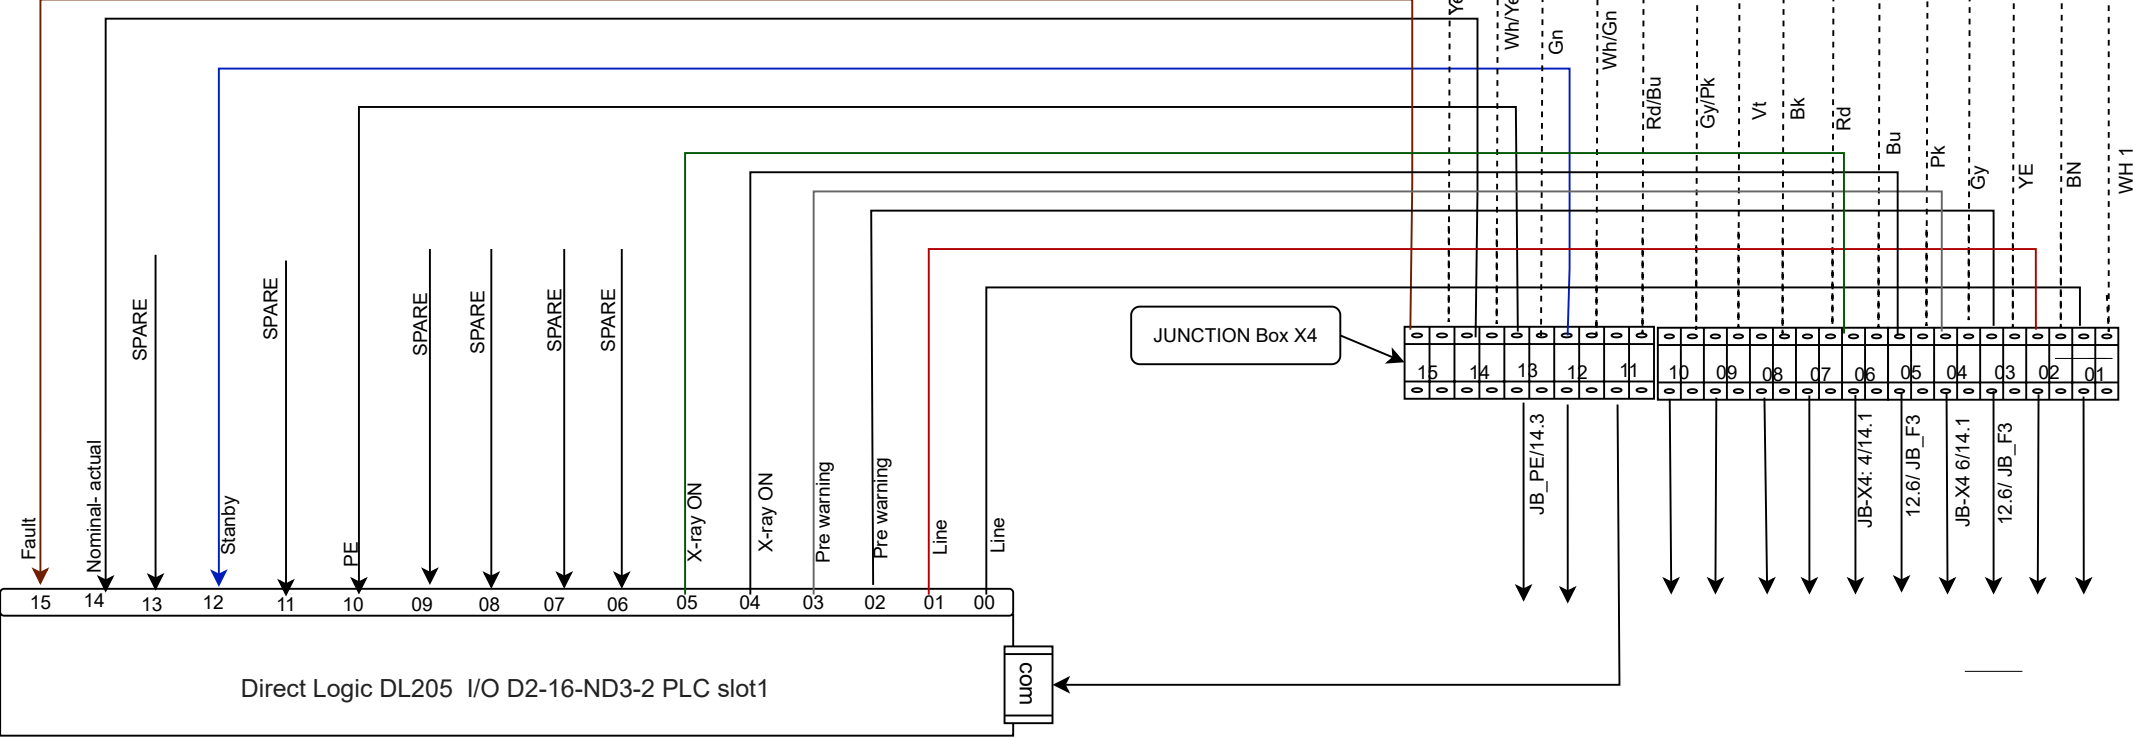 Wh/Ye
Gn
Wh/Gn
Rd/Bu
Gy/Pk
Vt
Bk
Rd
Bu
Pk
Gy
YE
BN
WH 1
SPARE
SPARE
SPARE
SPARE
SPARE
SPARE
JUNCTION Box X4
15
14
13
12
11
10
09
08
07
06
05
04
03
02
01
Fault
Nominal- actual
Stanby
PE
X-ray ON
X-ray ON
Pre warning
Pre warning
Line
Line
JB_PE/14.3
JB-X4: 4/14.1
12.6/ JB_F3
JB-X4 6/14.1
12.6/ JB_F3
15
14
13
12
11
10
09
08
07
06
05
04
03
02
01
00
Direct Logic DL205 I/O D2-16-ND3-2 PLC slot1
com